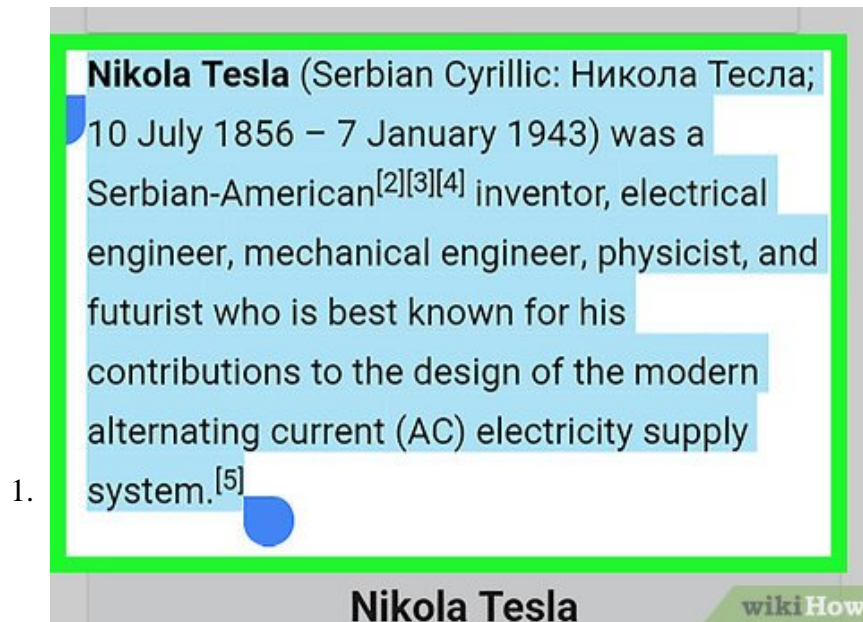 Nikola Tesla (Serbian Cyrillic: Никола Тесла;
10 July 1856 – 7 January 1943) was a
Serbian-American[2][3][4] inventor, electrical
engineer, mechanical engineer, physicist, and
futurist who is best known for his
contributions to the design of the modern
alternating current (AC) electricity supply
1. system.[5]
Nikola Tesla
wikiHow